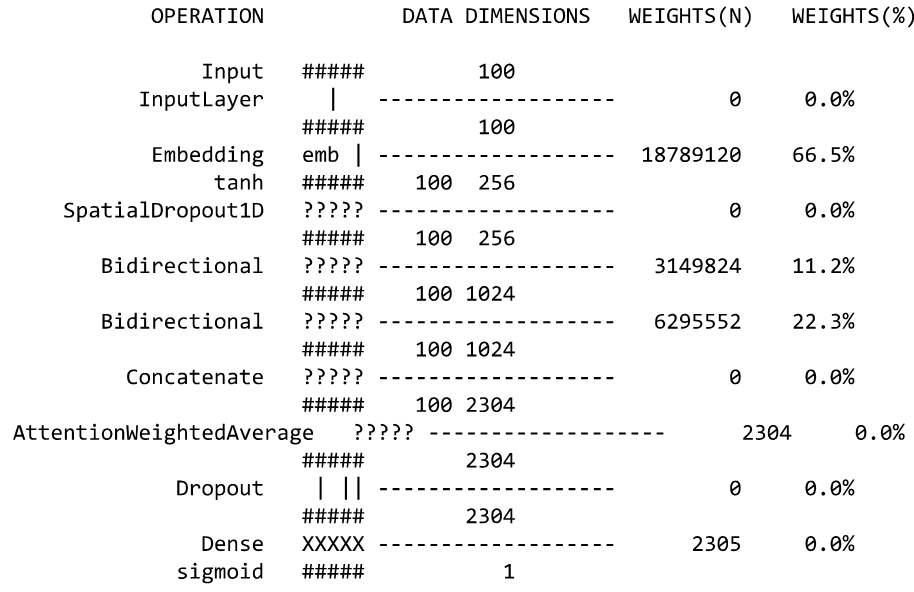 OPERATION           DATA DIMENSIONS   WEIGHTS(N)   WEIGHTS(%)
Input   #####         100
InputLayer     |   -------------------         0     0.0%
#####         100
Embedding   emb | -------------------  18789120    66.5%
tanh   #####    100  256
SpatialDropout1D   ????? -------------------         0     0.0%
#####    100  256
Bidirectional   ????? -------------------   3149824    11.2%
#####    100 1024
Bidirectional   ????? -------------------   6295552    22.3%
#####    100 1024
Concatenate   ????? -------------------         0     0.0%
#####    100 2304
AttentionWeightedAverage   ????? -------------------      2304     0.0%
#####        2304
Dropout    | || -------------------         0     0.0%
#####        2304
Dense   XXXXX -------------------      2305     0.0%
sigmoid   #####           1